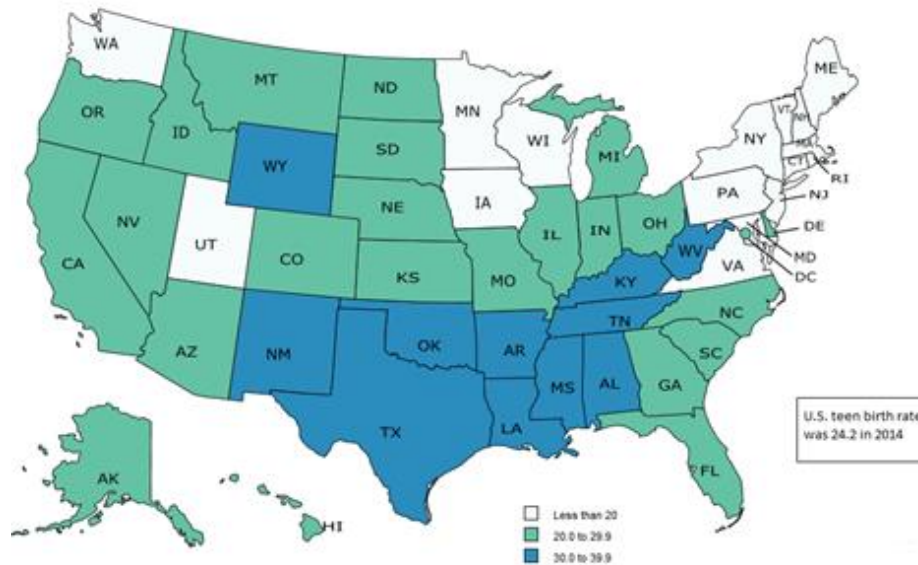 WA
ME
MT
ND
MN
VT
NH
OR
ID
WI
NY
MA
SD
WY
MI
CT
RI
PA
NJ
IA
NE
NV
OH
DE
IL
IN
UT
MD
CO
WV
VA
CA
DC
KS
MO
KY
NC
TN
OK
AZ
AR
NM
SC
MS
AL
GA
TX
LA
U.S. teen birth rate
was 24.2 in 2014
FL
AK
HI
Less than 20
20.0 to 29.9
30.0 to 39.9